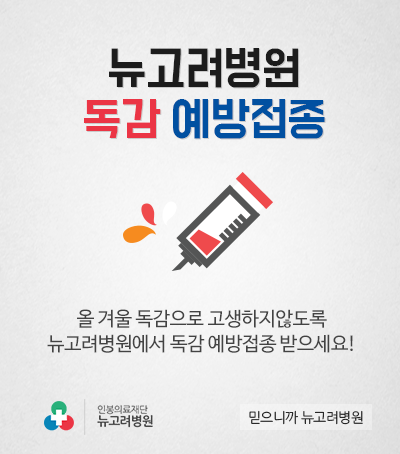 뉴고려병원
독감 예방접종
올 겨울 독감으로 고생하지않도록
뉴고려병원에서 독감 예방접종 받으세요!
인봉의료재단
뉴고려병원
믿으니까 뉴고려병원